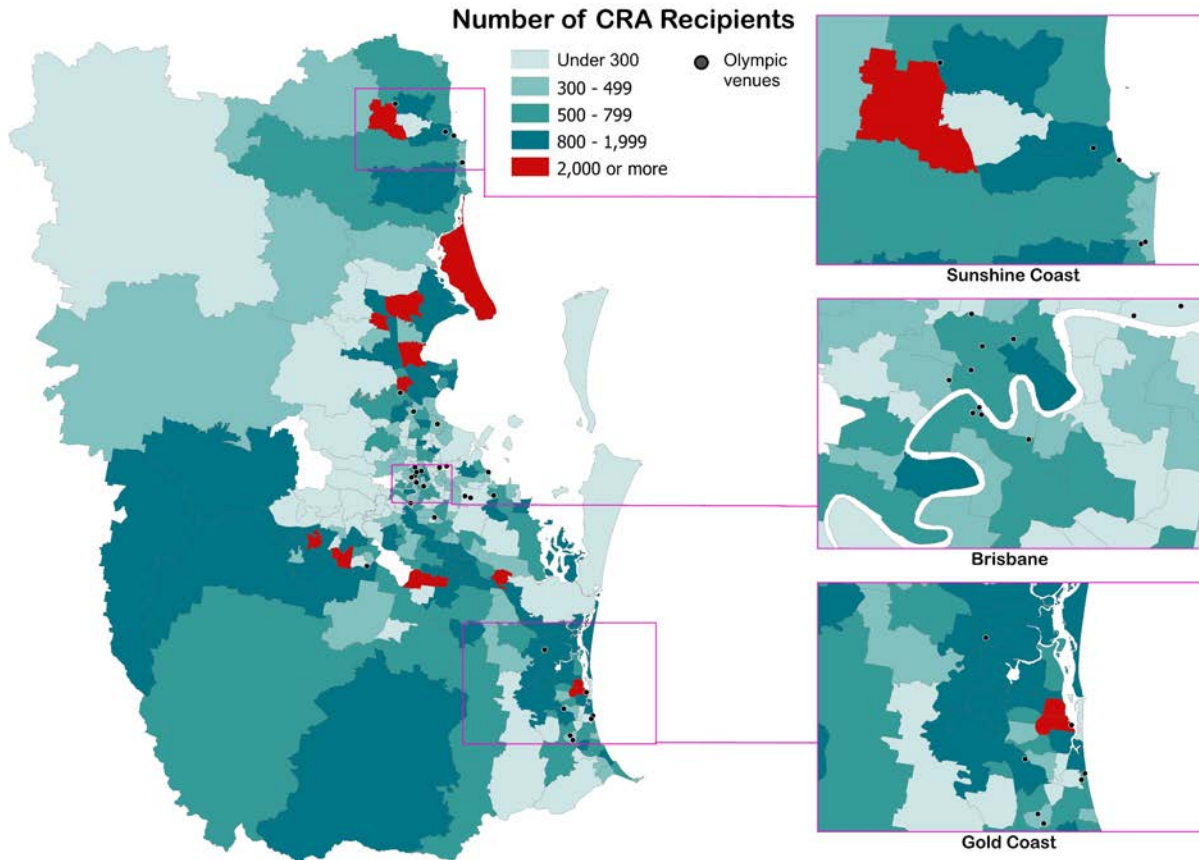 Number of CRA Recipients
Under 300
300 - 499
500 - 799
800 - 1,999
2,000 or more
Olympic
venues
Sunshine Coast
Brisbane
Gold Coast